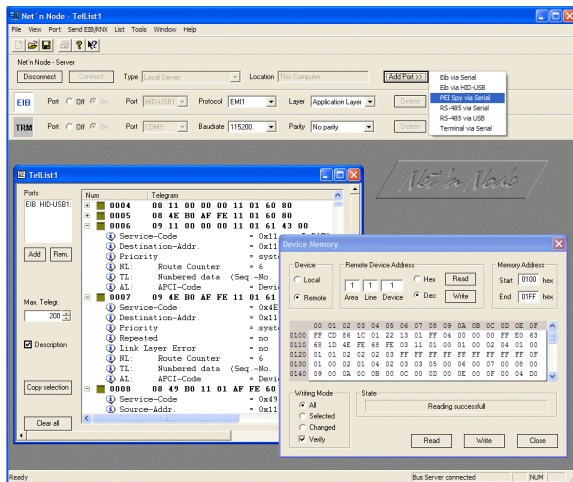 Net´n Node - TelList1
File View Port Send EIB/KNX List Tools Window Help
Net'n Node - Server
Disconnect Connect Type Local Server Location This Computer Add Port >>
Eib via Serial
Eib via HID-USB
PEI Spy via Serial
RS-485 via Serial
RS-485 via USB
Terminal via Serial
EIB Port Off On Port HID-USB1: Protocol EMI1 Layer Application Layer Delete
TRM Port Off On Port COM1: Baudrate 115200 Parity No parity Delete
Net'n Node
TelList1
Ports
EIB HID-USB1:
Add Rem.
Max. Telegr.
200
Description
Copy selection
Clear all
Num Telegram
0004 08 11 00 00 00 11 01 60 80
0005 08 4E B0 AF FE 11 01 60 80
0006 09 11 00 00 00 11 01 61 43 00
Service-Code = 0x11
Destination-Addr. = 0x11
Priority = syste
NL: Route Counter = 6
TL: Numbered data (Seq.-No.
AL: APCI-Code = Devic
0007 09 4E B0 AF FE 11 01 61
Service-Code = 0x4E
Destination-Addr. = 0x11
Priority = syste
Repeated = no
Link Layer Error = no
NL: Route Counter = 6
TL: Numbered data (Seq.-No.
AL: APCI-Code = Devic
0008 08 49 B0 11 01 AF FE 60
Service-Code = 0x49
Source-Addr. = 0x11
Device Memory
Device
Local
Remote
Remote Device Address
1 1 1
Area Line Device
Hex
Dec
Read
Write
Memory Address
Start 0100 hex
End 01FF hex
00 01 02 03 04 05 06 07 08 09 0A 0B 0C 0D 0E 0F
0100 FF CD 86 1C 01 22 13 01 FF 04 00 00 00 FF E0 63
0110 68 1D 4E FE 68 FE 03 11 01 00 01 00 02 04 01 00
0120 01 01 02 02 02 03 FF FF FF FF FF FF FF FF FF 0F
0130 01 00 02 01 04 02 03 03 05 00 06 00 07 00 08 00
0140 09 00 0A 00 0B 00 0C 00 0D 00 0E 00 0F 00 04 DD
Writing Mode
All
Selected
Changed
Verify
State
Reading successfull
Read Write Close
Ready Bus Server connected NUM